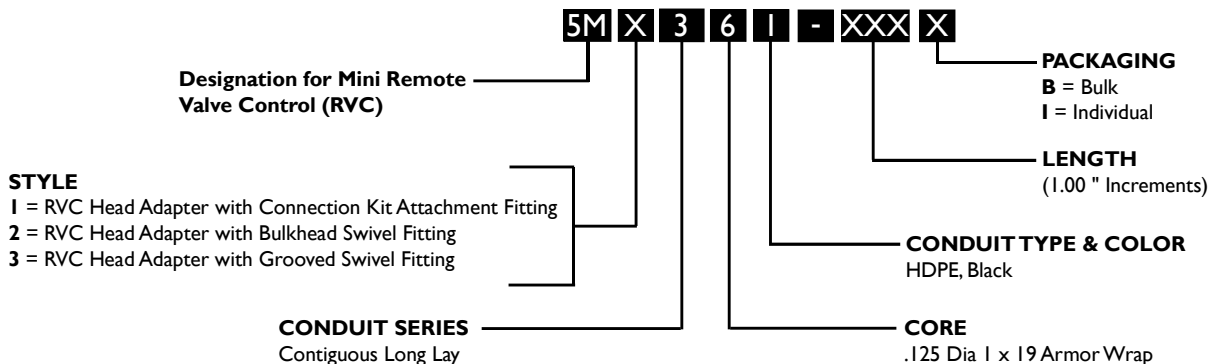 5M X 3 6 1 - XXX X
Designation for Mini Remote
Valve Control (RVC)
PACKAGING
B = Bulk
I = Individual
LENGTH
(1.00 " Increments)
STYLE
1 = RVC Head Adapter with Connection Kit Attachment Fitting
2 = RVC Head Adapter with Bulkhead Swivel Fitting
3 = RVC Head Adapter with Grooved Swivel Fitting
CONDUIT TYPE & COLOR
HDPE, Black
CONDUIT SERIES
Contiguous Long Lay
CORE
.125 Dia 1 x 19 Armor Wrap